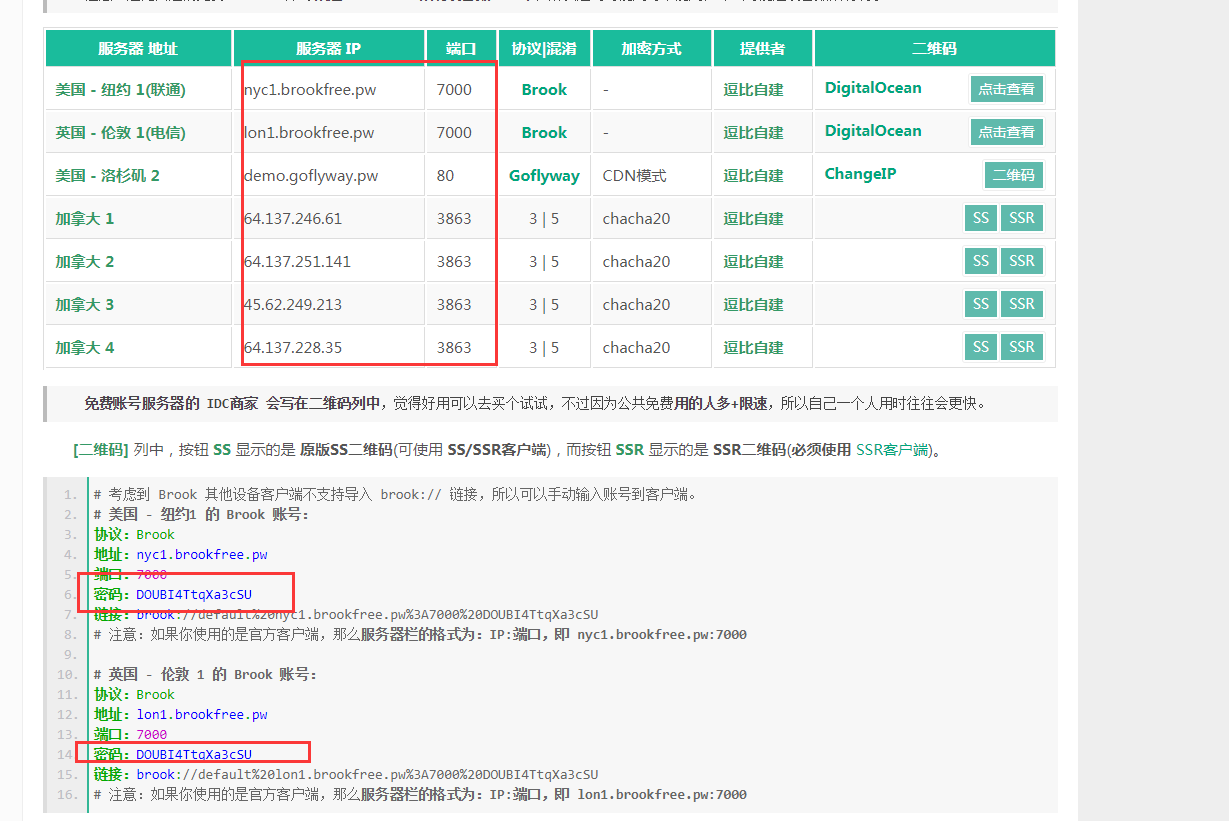 服务器 地址 服务器 IP 端口 协议|混淆 加密方式 提供者 二维码
美国 - 纽约 1(联通) nyc1.brookfree.pw 7000 Brook - 逗比自建 DigitalOcean 点击查看
英国 - 伦敦 1(电信) lon1.brookfree.pw 7000 Brook - 逗比自建 DigitalOcean 点击查看
美国 - 洛杉矶 2 demo.goflyway.pw 80 Goflyway CDN模式 逗比自建 ChangeIP 二维码
加拿大 1 64.137.246.61 3863 3 | 5 chacha20 逗比自建 SS SSR
加拿大 2 64.137.251.141 3863 3 | 5 chacha20 逗比自建 SS SSR
加拿大 3 45.62.249.213 3863 3 | 5 chacha20 逗比自建 SS SSR
加拿大 4 64.137.228.35 3863 3 | 5 chacha20 逗比自建 SS SSR
免费账号服务器的 IDC商家 会写在二维码列中，觉得好用可以去买个试试，不过因为公共免费用的人多+限速，所以自己一个人用时往往会更快。
[二维码] 列中，按钮 SS 显示的是 原版SS二维码(可使用 SS/SSR客户端)，而按钮 SSR 显示的是 SSR二维码(必须使用 SSR客户端)。
1. # 考虑到 Brook 其他设备客户端不支持导入 brook:// 链接，所以可以手动输入账号到客户端。
2. # 美国 - 纽约1 的 Brook 账号：
3. 协议：Brook
4. 地址：nyc1.brookfree.pw
5. 端口：7000
6. 密码：DOUBI4TtqXa3cSU
7. 链接：brook://default%20nyc1.brookfree.pw%3A7000%20DOUBI4TtqXa3cSU
8. # 注意：如果你使用的是官方客户端，那么服务器栏的格式为：IP:端口，即 nyc1.brookfree.pw:7000
9.
10. # 英国 - 伦敦 1 的 Brook 账号：
11. 协议：Brook
12. 地址：lon1.brookfree.pw
13. 端口：7000
14. 密码：DOUBI4TtqXa3cSU
15. 链接：brook://default%20lon1.brookfree.pw%3A7000%20DOUBI4TtqXa3cSU
16. # 注意：如果你使用的是官方客户端，那么服务器栏的格式为：IP:端口，即 lon1.brookfree.pw:7000